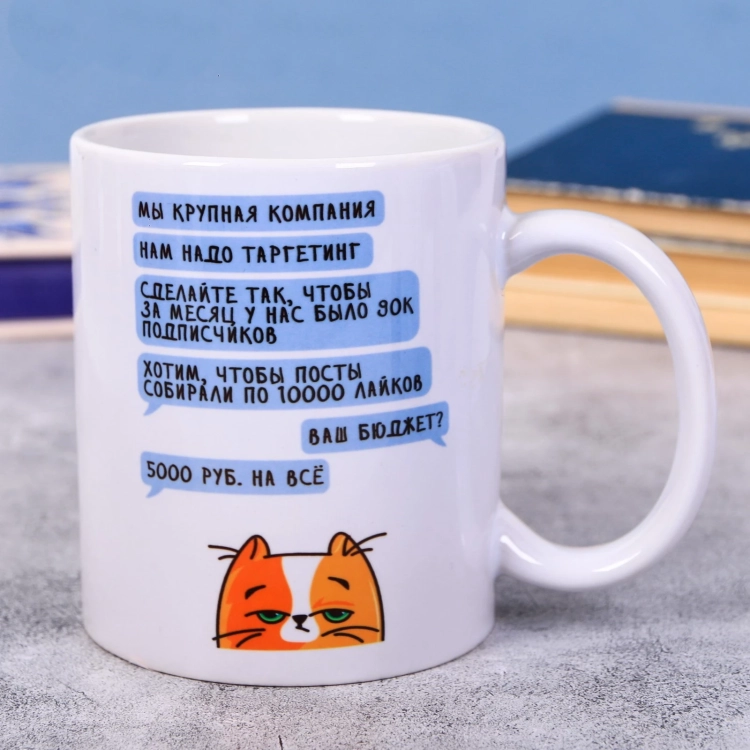 МЫ КРУПНАЯ КОМПАНИЯ
НАМ НАДО ТАРГЕТИНГ
СДЕЛАЙТЕ ТАК, ЧТОБЫ
ЗА МЕСЯЦ У НАС БЫЛО 90К
ПОДПИСЧИКОВ
ХОТИМ, ЧТОБЫ ПОСТЫ
СОБИРАЛИ ПО 10000 ЛАЙКОВ
ВАШ БЮДЖЕТ?
5000 РУБ. НА ВСЁ